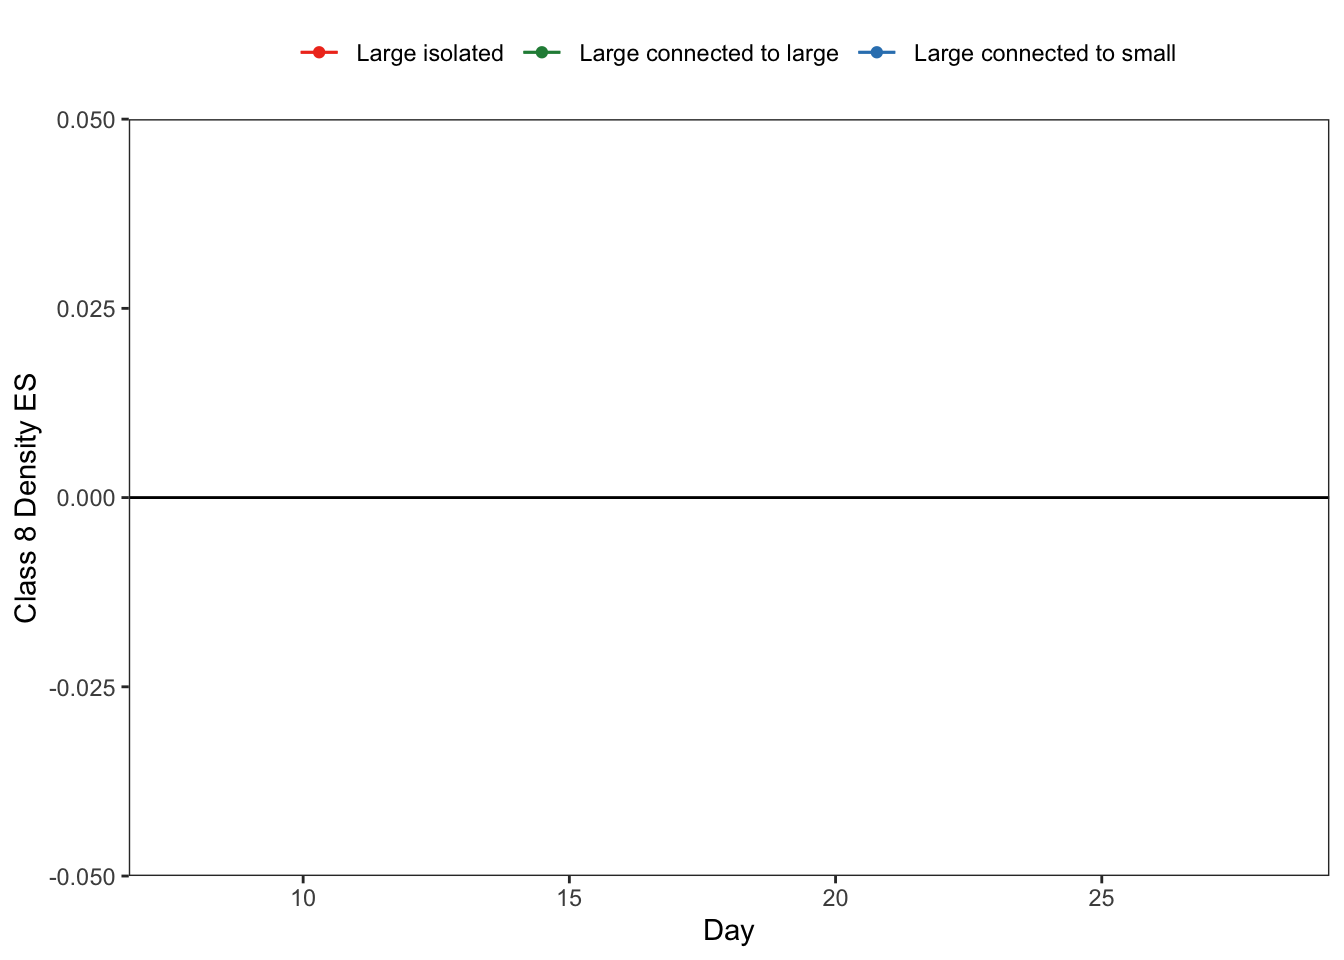 Large isolated Large connected to large Large connected to small
0.050
0.025
0.000
-0.025
-0.050
Class 8 Density ES
10 15 20 25
Day